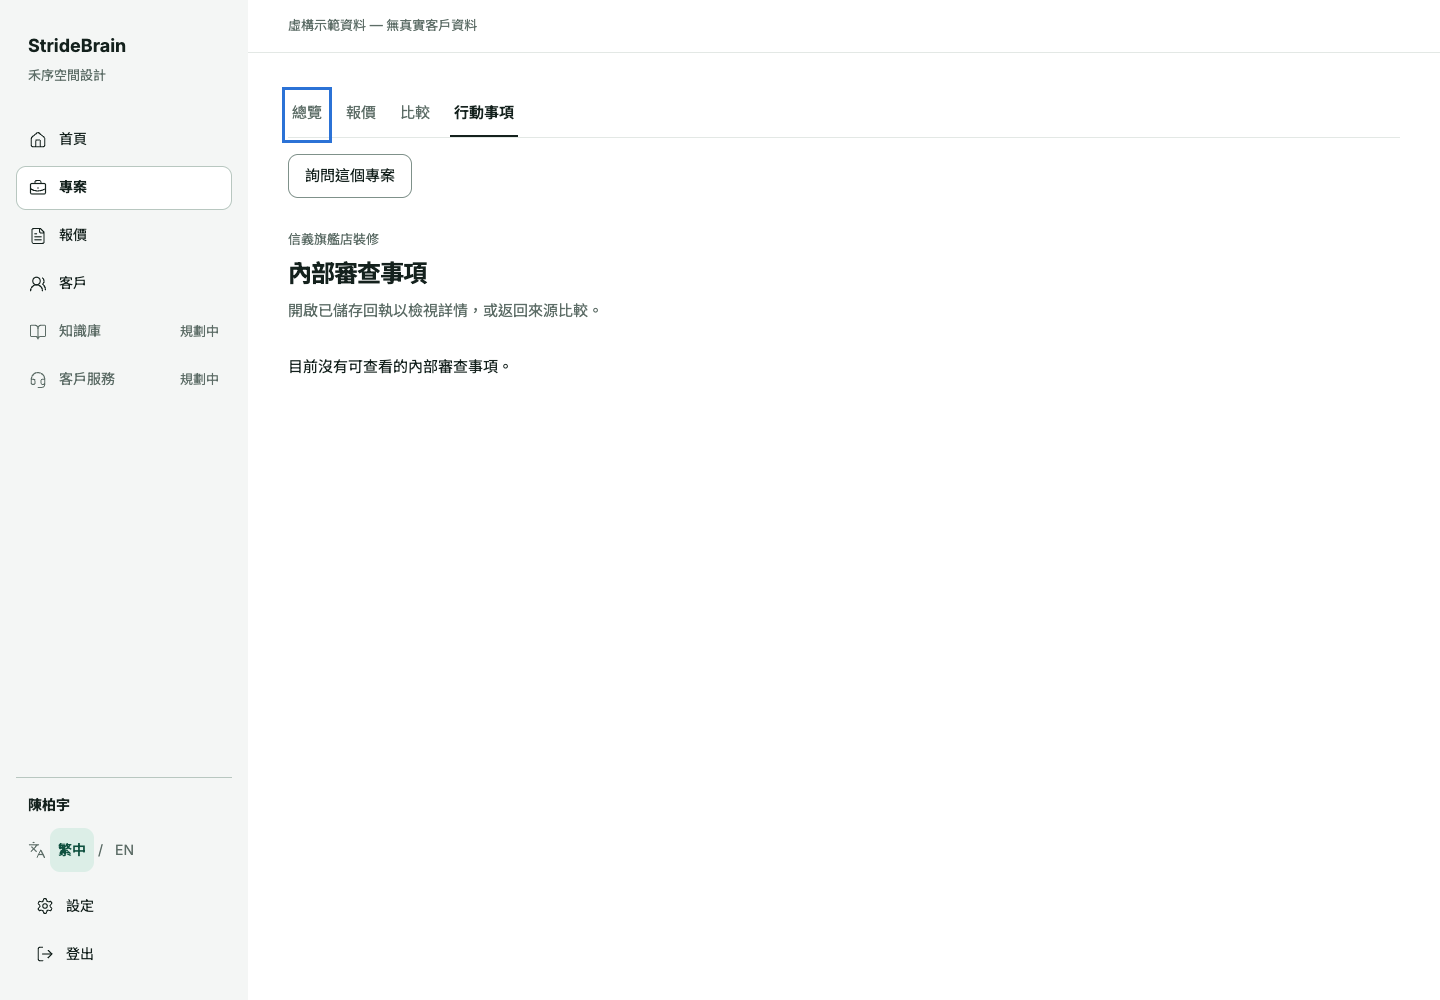 StrideBrain
禾序空間設計
首頁
專案
報價
客戶
知識庫 規劃中
客戶服務 規劃中
陳柏宇
繁中 / EN
設定
登出
虛構示範資料 — 無真實客戶資料
總覽 報價 比較 行動事項
詢問這個專案
信義旗艦店裝修
內部審查事項
開啟已儲存回執以檢視詳情，或返回來源比較。
目前沒有可查看的內部審查事項。